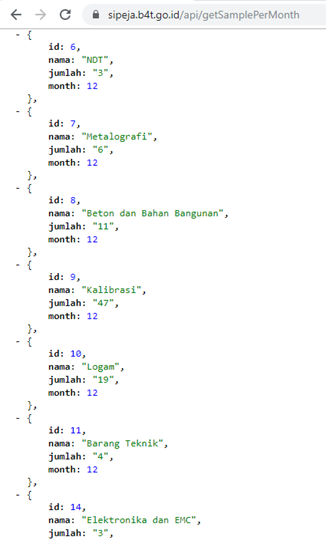 sipeja.b4t.go.id/api/getSamplePerMonth
- {
id: 6,
nama: "NDT",
jumlah: "3",
month: 12
},
- {
id: 7,
nama: "Metalografi",
jumlah: "6",
month: 12
},
- {
id: 8,
nama: "Beton dan Bahan Bangunan",
jumlah: "11",
month: 12
},
- {
id: 9,
nama: "Kalibrasi",
jumlah: "47",
month: 12
},
- {
id: 10,
nama: "Logam",
jumlah: "19",
month: 12
},
- {
id: 11,
nama: "Barang Teknik",
jumlah: "4",
month: 12
},
- {
id: 14,
nama: "Elektronika dan EMC",
jumlah: "3",